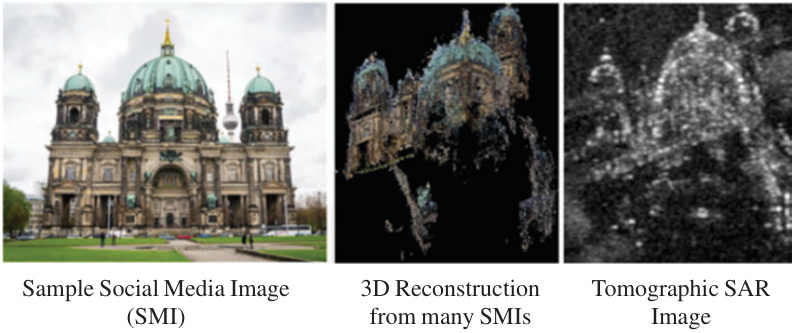 Sample Social Media Image
(SMI)
3D Reconstruction
from many SMIs
Tomographic SAR
Image